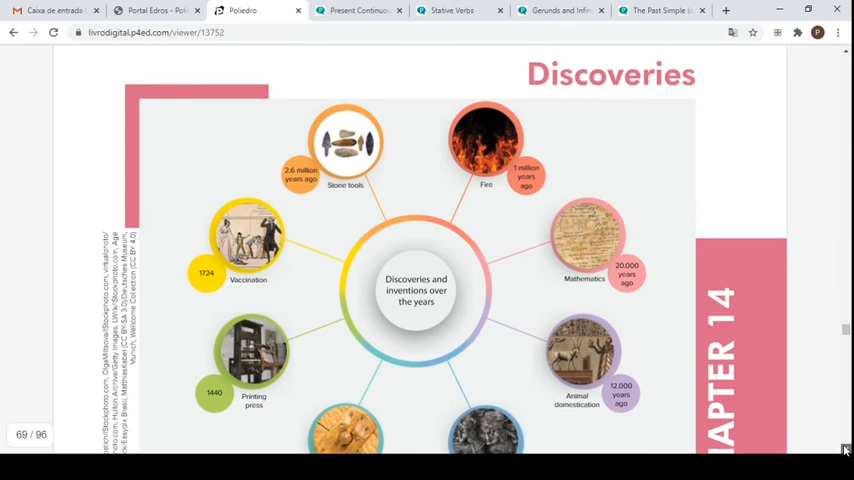 Caixa de entrada
Portal Edros - Poli
Poliedro
Present Continuou
Stative Verbs
Gerunds and Infin
The Past Simple (
livrodigital.p4ed.com/viewer/13752
P
Discoveries
2.6 million
years ago
Stone tools
Fire
1 million
years
ago
1724
Vaccination
Discoveries and
inventions over
the years
Mathematics
20.000
years
ago
1440
Printing
press
Animal
domestication
12.000
years
ago
APTER 14
69 / 96